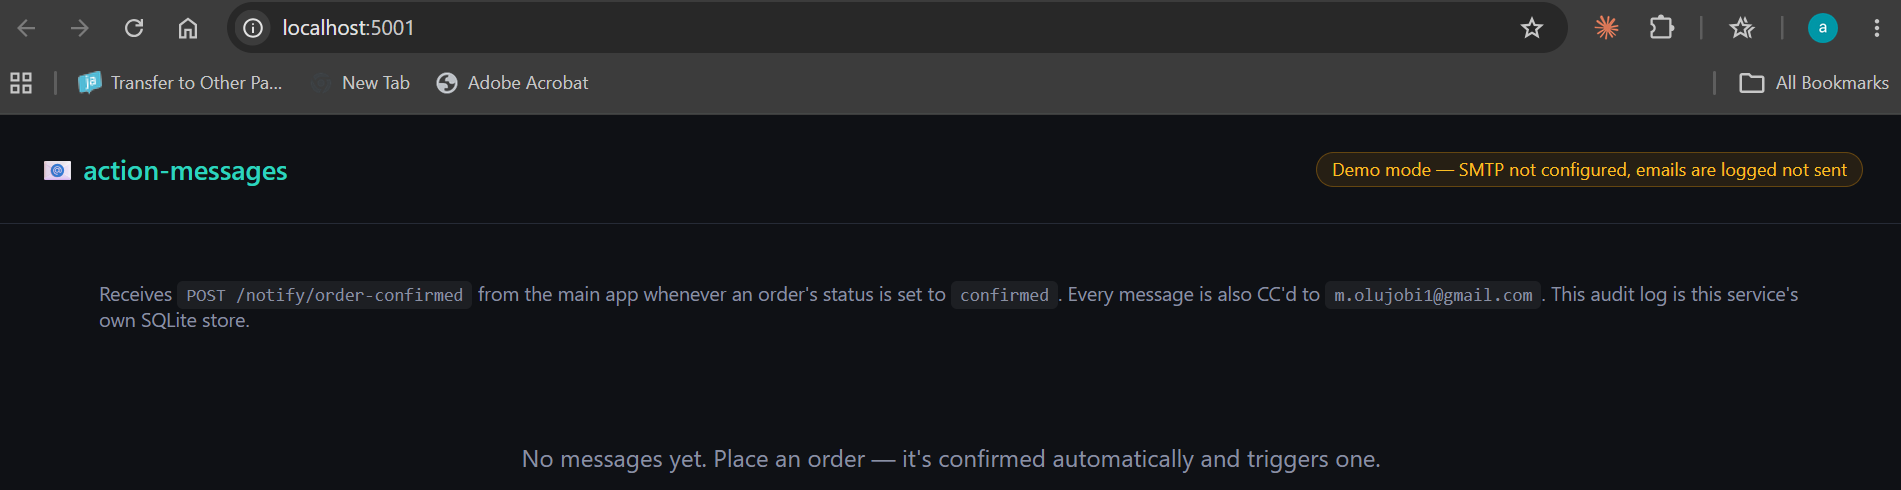 localhost:5001
a
ja
Transfer to Other Pa...
New Tab
Adobe Acrobat
All Bookmarks
@ action-messages
Demo mode — SMTP not configured, emails are logged not sent
Receives POST /notify/order-confirmed from the main app whenever an order's status is set to confirmed. Every message is also CC'd to m.olujobi1@gmail.com. This audit log is this service's
own SQLite store.
No messages yet. Place an order — it's confirmed automatically and triggers one.